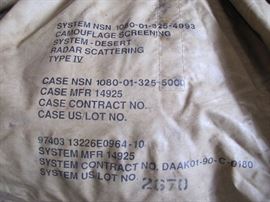 SYSTEM NSN 1080-01-325-4093
CAMOUFLAGE SCREENING
SYSTEM - DESERT
RADAR SCATTERING
TYPE IV
CASE NSN 1080-01-325-5000
CASE MFR 14925
CASE CONTRACT NO.
CASE US/LOT NO.
97403 13226E0964-10
SYSTEM MFR 14925
SYSTEM CONTRACT NO. DAAK01-90-C-0180
SYSTEM US/LOT NO. 2670